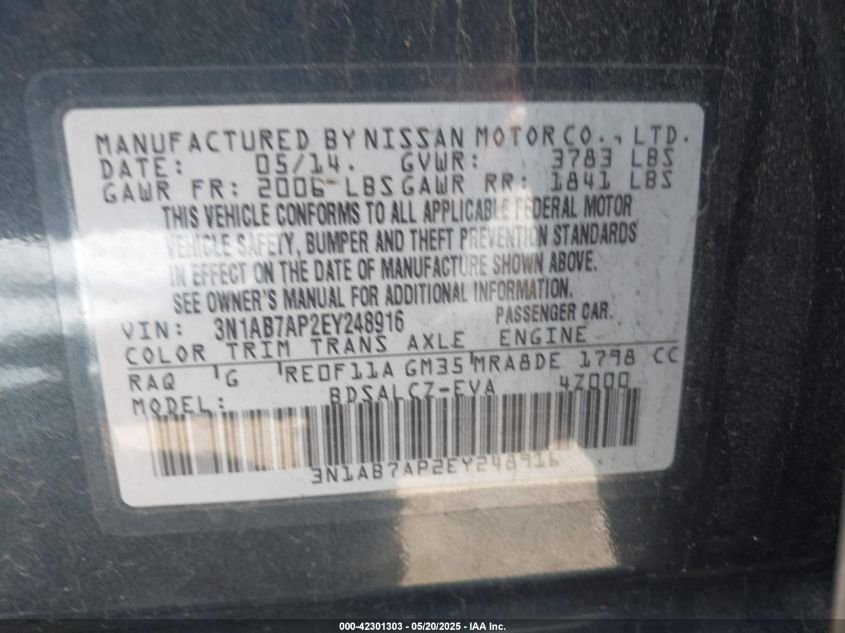 MANUFACTURED BY NISSAN MOTOR CO., LTD.
DATE: 05/14. GVWR: 3783 LBS
GAWR FR: 2006 LBS GAWR RR: 1841 LBS
THIS VEHICLE CONFORMS TO ALL APPLICABLE FEDERAL MOTOR
VEHICLE SAFETY, BUMPER AND THEFT PREVENTION STANDARDS
IN EFFECT ON THE DATE OF MANUFACTURE SHOWN ABOVE.
SEE OWNER'S MANUAL FOR ADDITIONAL INFORMATION.
VIN: 3N1AB7AP2EY248916 PASSENGER CAR.
COLOR TRIM TRANS AXLE ENGINE
RAQ G RE0F11A GM35 MRA8DE 1798 CC
MODEL: BDSALCZ-EVA 4Z000
3N1AB7AP2EY248916
000-42301303 — 05/20/2025 — IAA Inc.